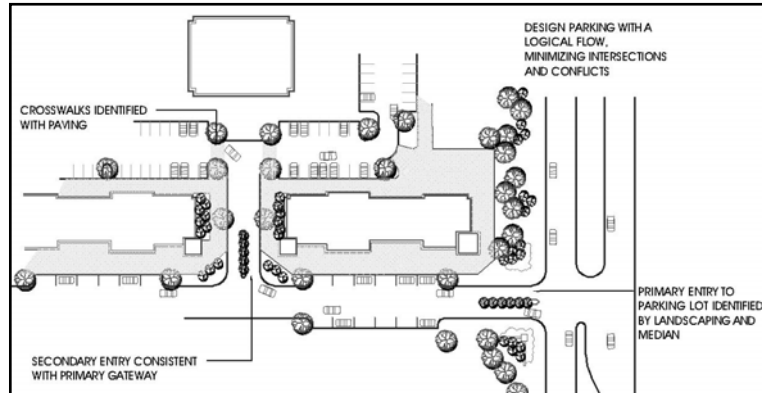 DESIGN PARKING WITH A
LOGICAL FLOW,
MINIMIZING INTERSECTIONS
AND CONFLICTS
CROSSWALKS IDENTIFIED
WITH PAVING
PRIMARY ENTRY TO
PARKING LOT IDENTIFIED
BY LANDSCAPING AND
MEDIAN
SECONDARY ENTRY CONSISTENT
WITH PRIMARY GATEWAY